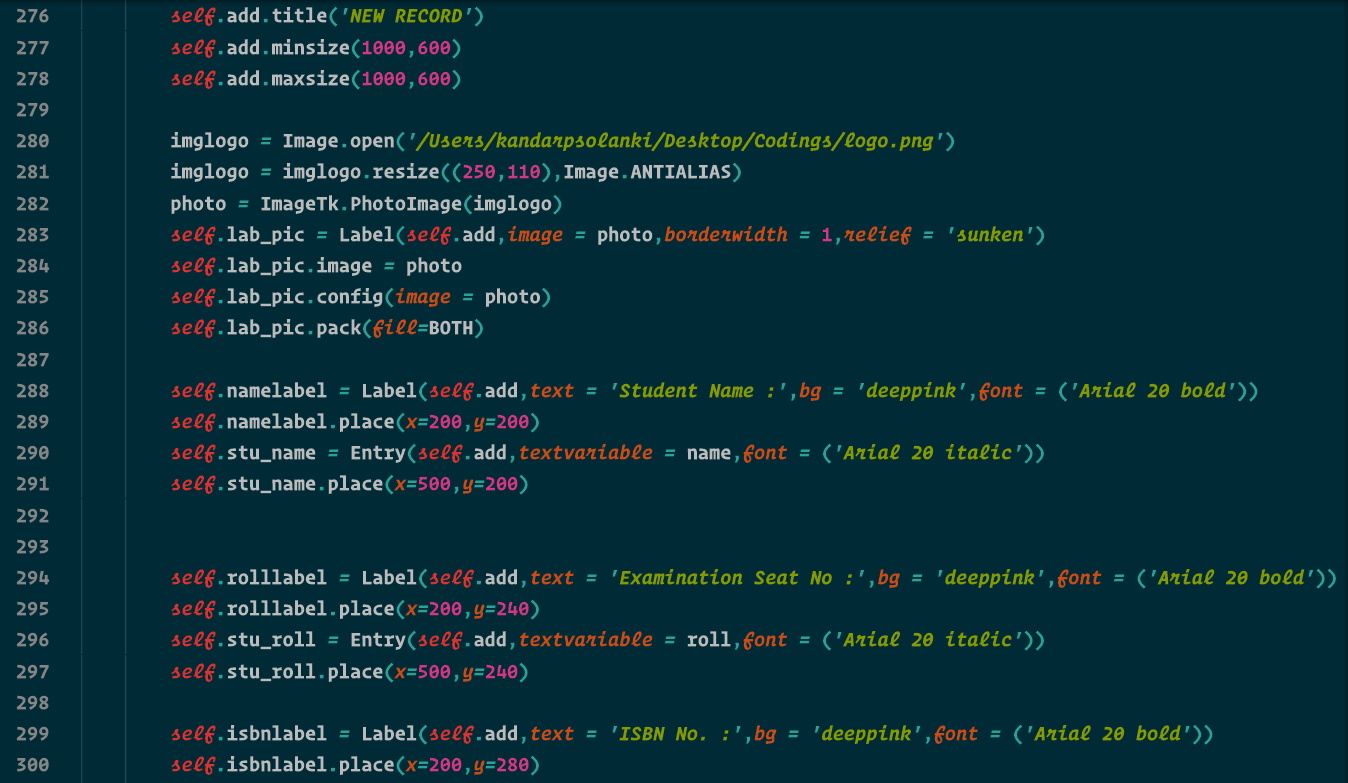 276 self.add.title('NEW RECORD')
277 self.add.minsize(1000,600)
278 self.add.maxsize(1000,600)
279
280 imglogo = Image.open('/Users/kandarpsolanki/Desktop/Codings/logo.png')
281 imglogo = imglogo.resize((250,110),Image.ANTIALIAS)
282 photo = ImageTk.PhotoImage(imglogo)
283 self.lab_pic = Label(self.add,image = photo,borderwidth = 1,relief = 'sunken')
284 self.lab_pic.image = photo
285 self.lab_pic.config(image = photo)
286 self.lab_pic.pack(fill=BOTH)
287
288 self.namelabel = Label(self.add,text = 'Student Name :',bg = 'deeppink',font = ('Arial 20 bold'))
289 self.namelabel.place(x=200,y=200)
290 self.stu_name = Entry(self.add,textvariable = name,font = ('Arial 20 italic'))
291 self.stu_name.place(x=500,y=200)
292
293
294 self.rolllabel = Label(self.add,text = 'Examination Seat No :',bg = 'deeppink',font = ('Arial 20 bold'))
295 self.rolllabel.place(x=200,y=240)
296 self.stu_roll = Entry(self.add,textvariable = roll,font = ('Arial 20 italic'))
297 self.stu_roll.place(x=500,y=240)
298
299 self.isbnlabel = Label(self.add,text = 'ISBN No. :',bg = 'deeppink',font = ('Arial 20 bold'))
300 self.isbnlabel.place(x=200,y=280)